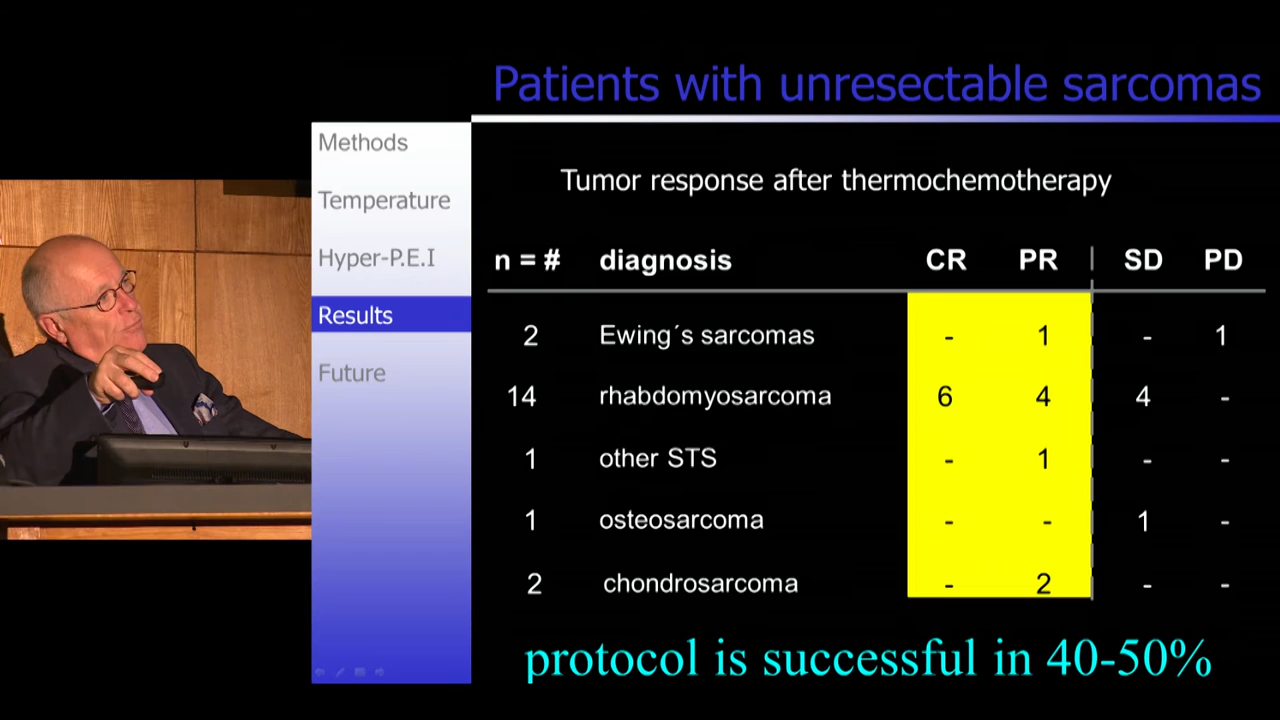 Patients with unresectable sarcomas
Methods
Temperature
Hyper-P.E.I
Results
Future
Tumor response after thermochemotherapy
n = # diagnosis CR PR SD PD
2 Ewing´s sarcomas - 1 - 1
14 rhabdomyosarcoma 6 4 4 -
1 other STS - 1 - -
1 osteosarcoma - - 1 -
2 chondrosarcoma - 2 - -
protocol is successful in 40-50%